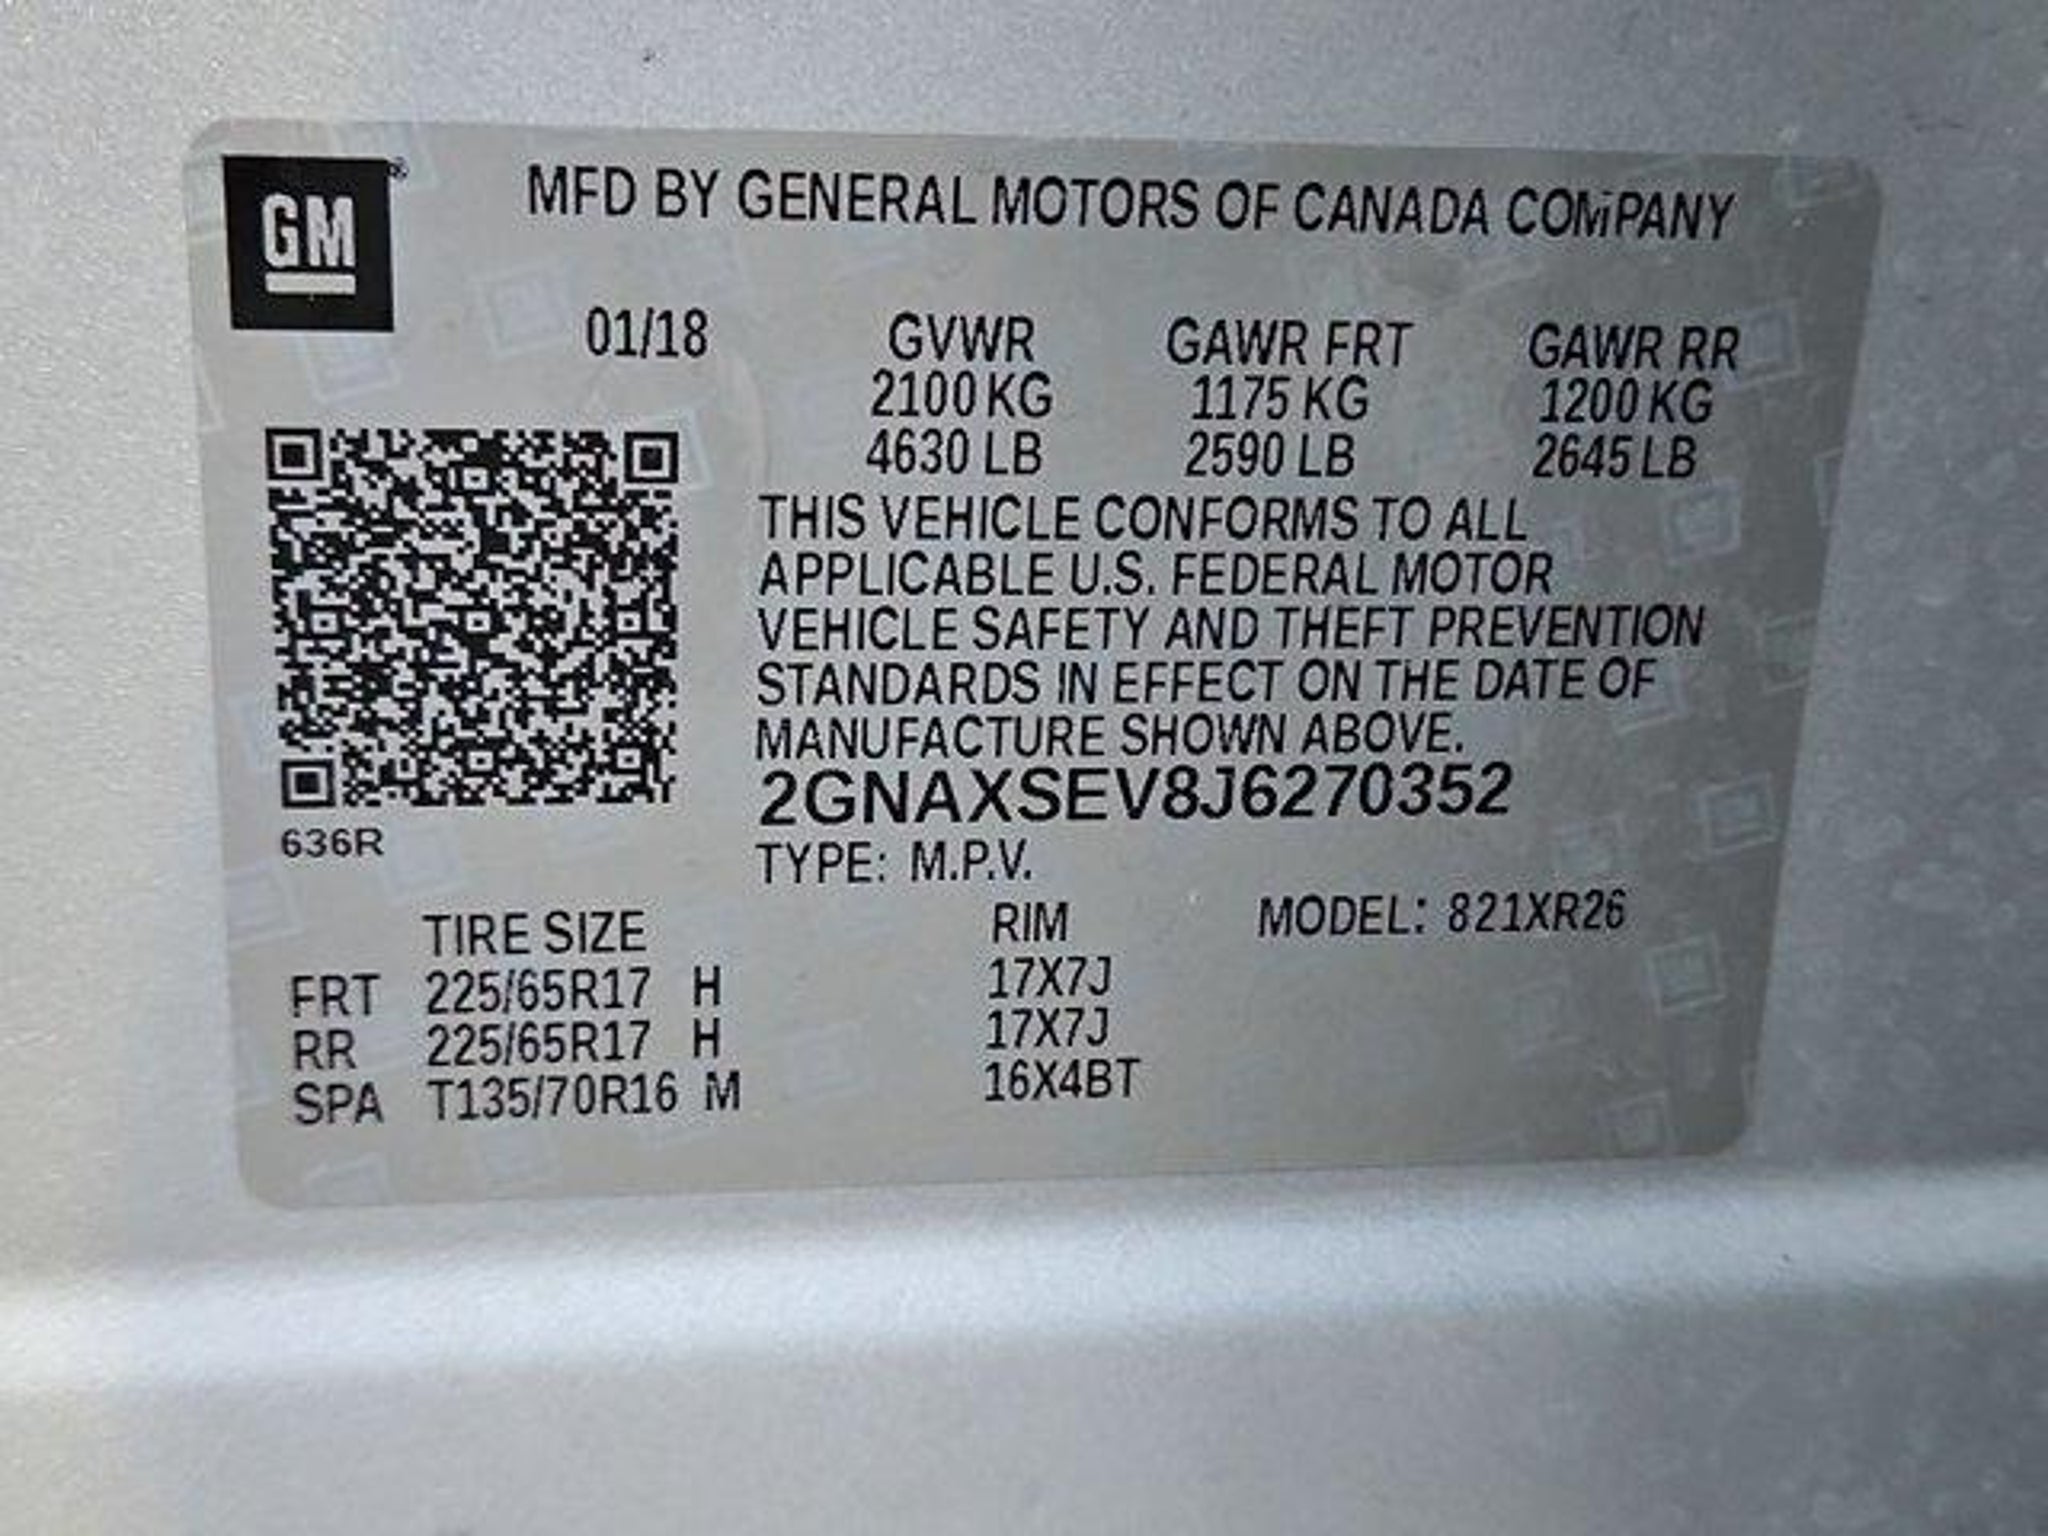 GM ®
MFD BY GENERAL MOTORS OF CANADA COMPANY
01/18 GVWR GAWR FRT GAWR RR
2100 KG 1175 KG 1200 KG
4630 LB 2590 LB 2645 LB
THIS VEHICLE CONFORMS TO ALL
APPLICABLE U.S. FEDERAL MOTOR
VEHICLE SAFETY AND THEFT PREVENTION
STANDARDS IN EFFECT ON THE DATE OF
MANUFACTURE SHOWN ABOVE.
2GNAXSEV8J6270352
636R
TYPE: M.P.V.
TIRE SIZE RIM MODEL: 821XR26
FRT 225/65R17 H 17X7J
RR 225/65R17 H 17X7J
SPA T135/70R16 M 16X4BT